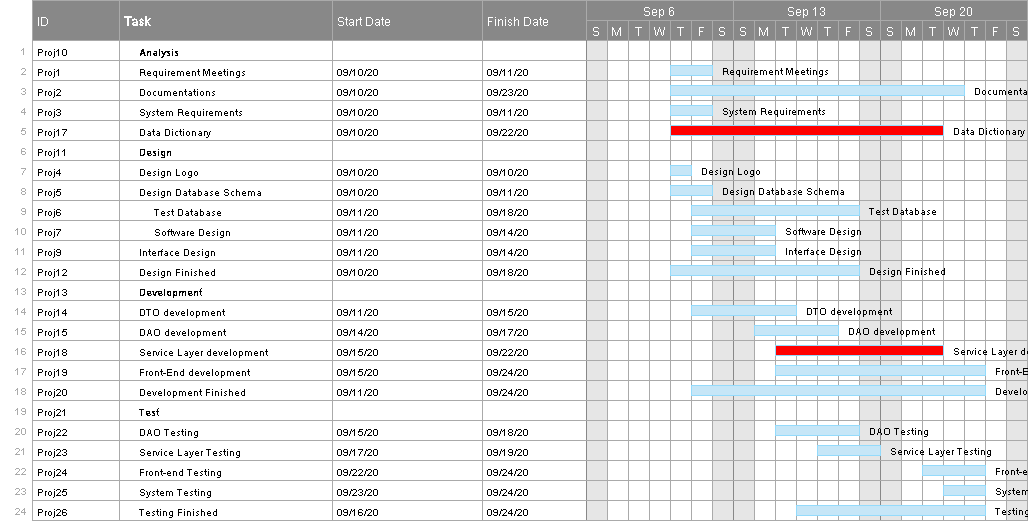 ID Task Start Date Finish Date Sep 6 Sep 13 Sep 20
S M T W T F S S M T W T F S S M T W T F S
1 Proj10 Analysis
2 Proj1 Requirement Meetings 09/10/20 09/11/20 Requirement Meetings
3 Proj2 Documentations 09/10/20 09/23/20 Documenta
4 Proj3 System Requirements 09/10/20 09/11/20 System Requirements
5 Proj17 Data Dictionary 09/10/20 09/22/20 Data Dictionary
6 Proj11 Design
7 Proj4 Design Logo 09/10/20 09/10/20 Design Logo
8 Proj5 Design Database Schema 09/10/20 09/11/20 Design Database Schema
9 Proj6 Test Database 09/11/20 09/18/20 Test Database
10 Proj7 Software Design 09/11/20 09/14/20 Software Design
11 Proj9 Interface Design 09/11/20 09/14/20 Interface Design
12 Proj12 Design Finished 09/10/20 09/18/20 Design Finished
13 Proj13 Development
14 Proj14 DTO development 09/11/20 09/15/20 DTO development
15 Proj15 DAO development 09/14/20 09/17/20 DAO development
16 Proj18 Service Layer development 09/15/20 09/22/20 Service Layer de
17 Proj19 Front-End development 09/15/20 09/24/20 Front-E
18 Proj20 Development Finished 09/11/20 09/24/20 Develo
19 Proj21 Test
20 Proj22 DAO Testing 09/15/20 09/18/20 DAO Testing
21 Proj23 Service Layer Testing 09/17/20 09/19/20 Service Layer Testing
22 Proj24 Front-end Testing 09/22/20 09/24/20 Front-e
23 Proj25 System Testing 09/23/20 09/24/20 System
24 Proj26 Testing Finished 09/16/20 09/24/20 Testing